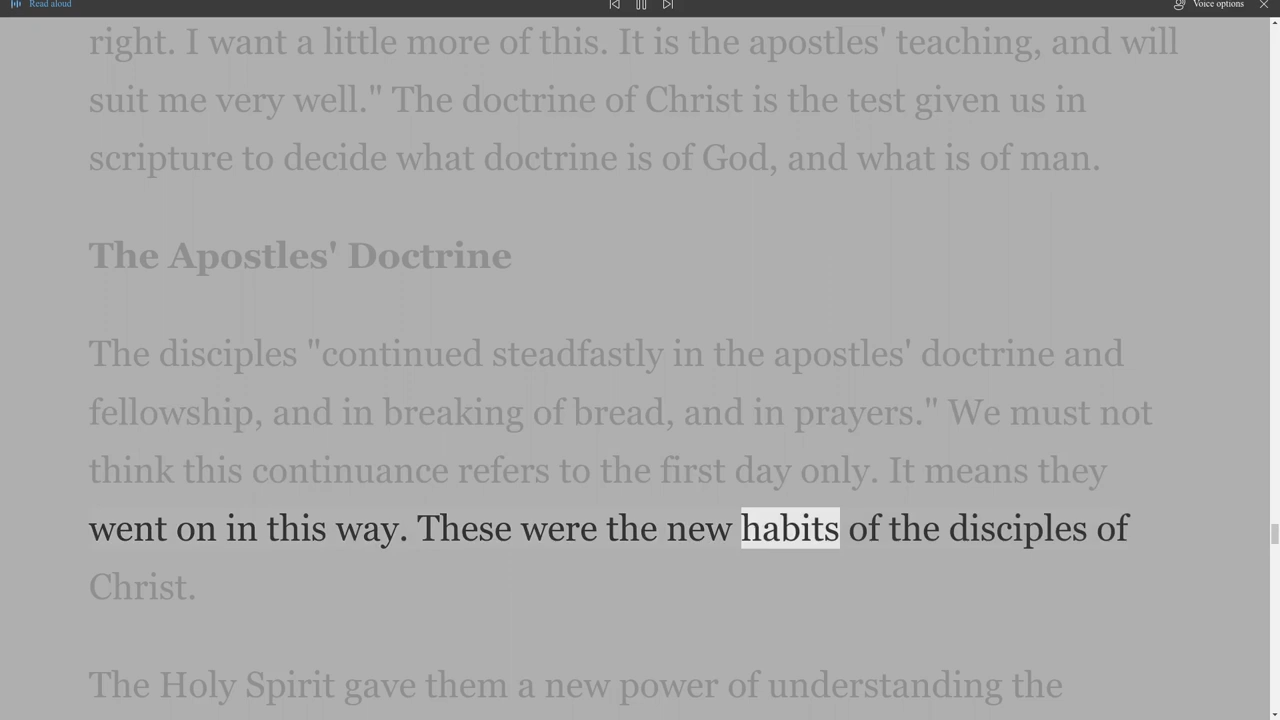 Read aloud
Voice options
right. I want a little more of this. It is the apostles' teaching, and will
suit me very well." The doctrine of Christ is the test given us in
scripture to decide what doctrine is of God, and what is of man.
The Apostles' Doctrine
The disciples "continued steadfastly in the apostles' doctrine and
fellowship, and in breaking of bread, and in prayers." We must not
think this continuance refers to the first day only. It means they
went on in this way. These were the new habits of the disciples of
Christ.
The Holy Spirit gave them a new power of understanding the